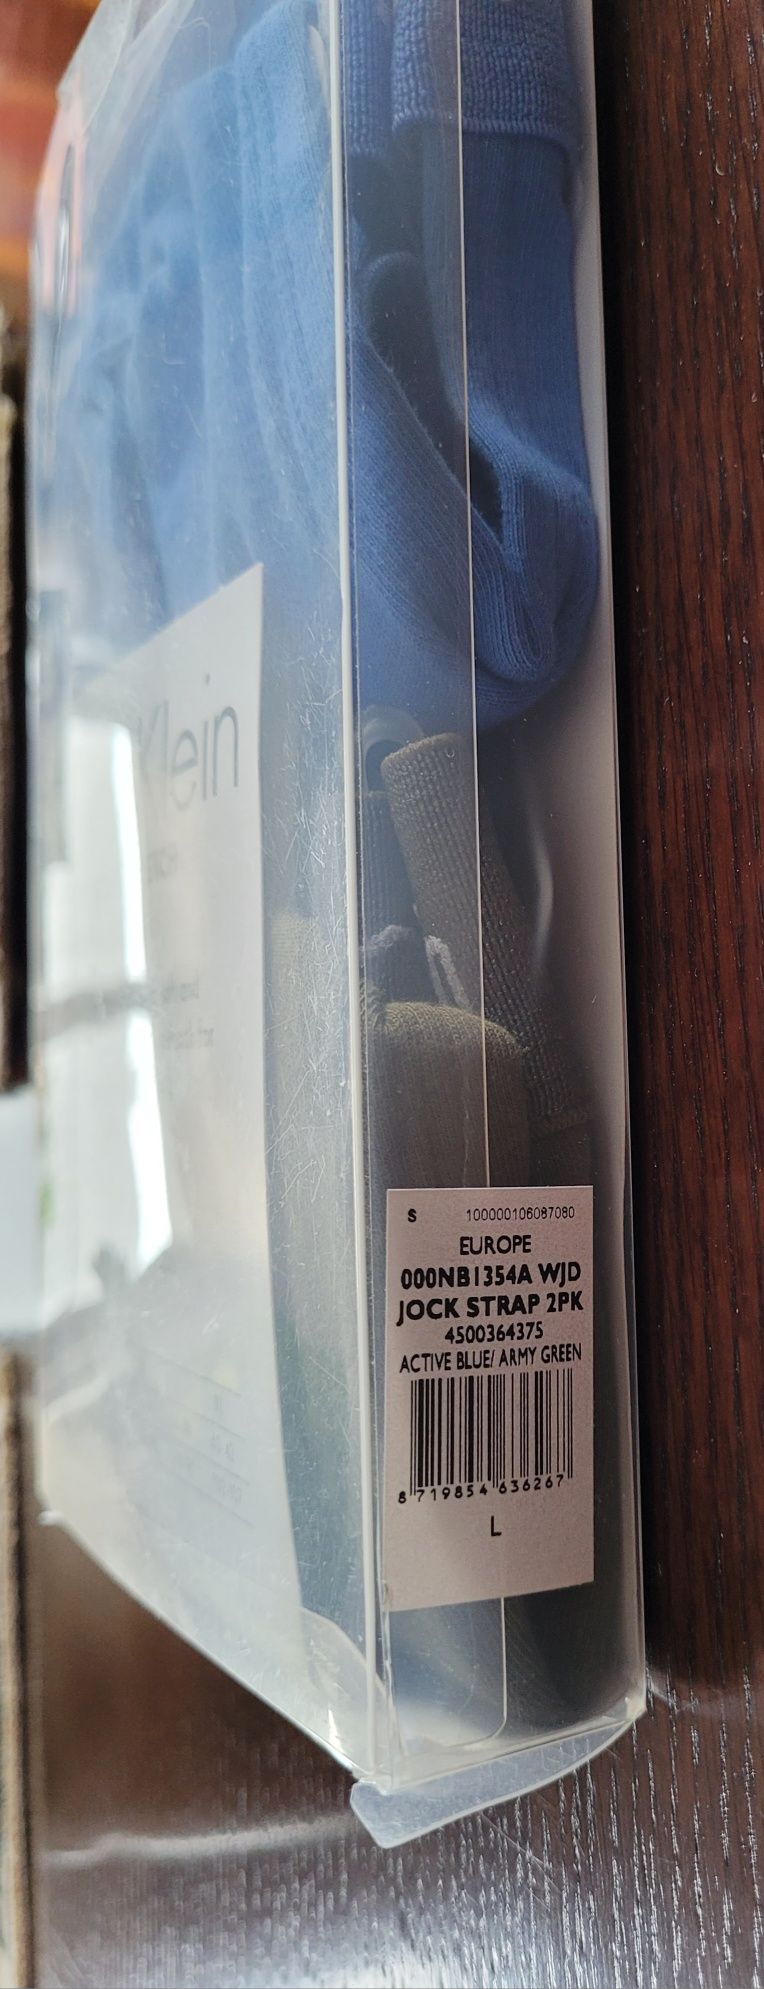 Klein
S 100000106087080
EUROPE
000NB1354A WJD
JOCK STRAP 2PK
4500364375
ACTIVE BLUE/ ARMY GREEN
8 719854 636267
L